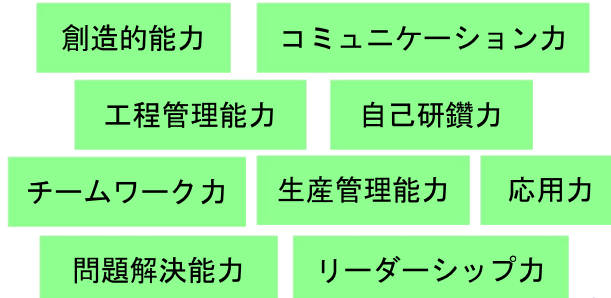 創造的能力
コミュニケーション力
工程管理能力
自己研鑽力
チームワーク力
生産管理能力
応用力
問題解決能力
リーダーシップ力